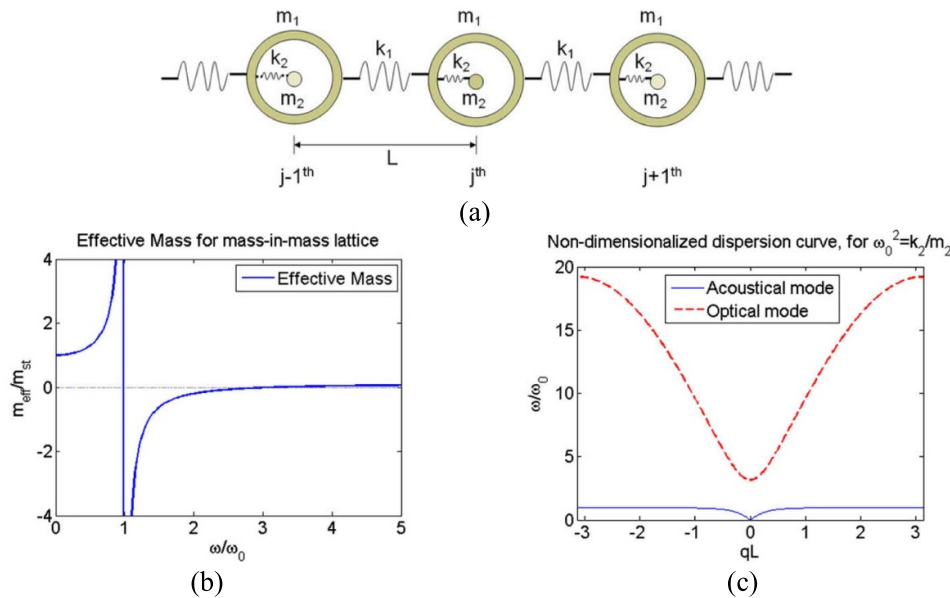 m₁ m₁ m₁
k₂ k₁ k₂ k₁ k₂
m₂ m₂ m₂
L
j-1ᵗʰ jᵗʰ j+1ᵗʰ
(a)
Effective Mass for mass-in-mass lattice
Effective Mass
4
2
0
-2
-4
m_eff/m_st
0 1 2 3 4 5
ω/ω₀
(b)
Non-dimensionalized dispersion curve, for ω₀²=k₂/m₂
Acoustical mode
Optical mode
20
15
10
5
0
ω/ω₀
-3 -2 -1 0 1 2 3
qL
(c)